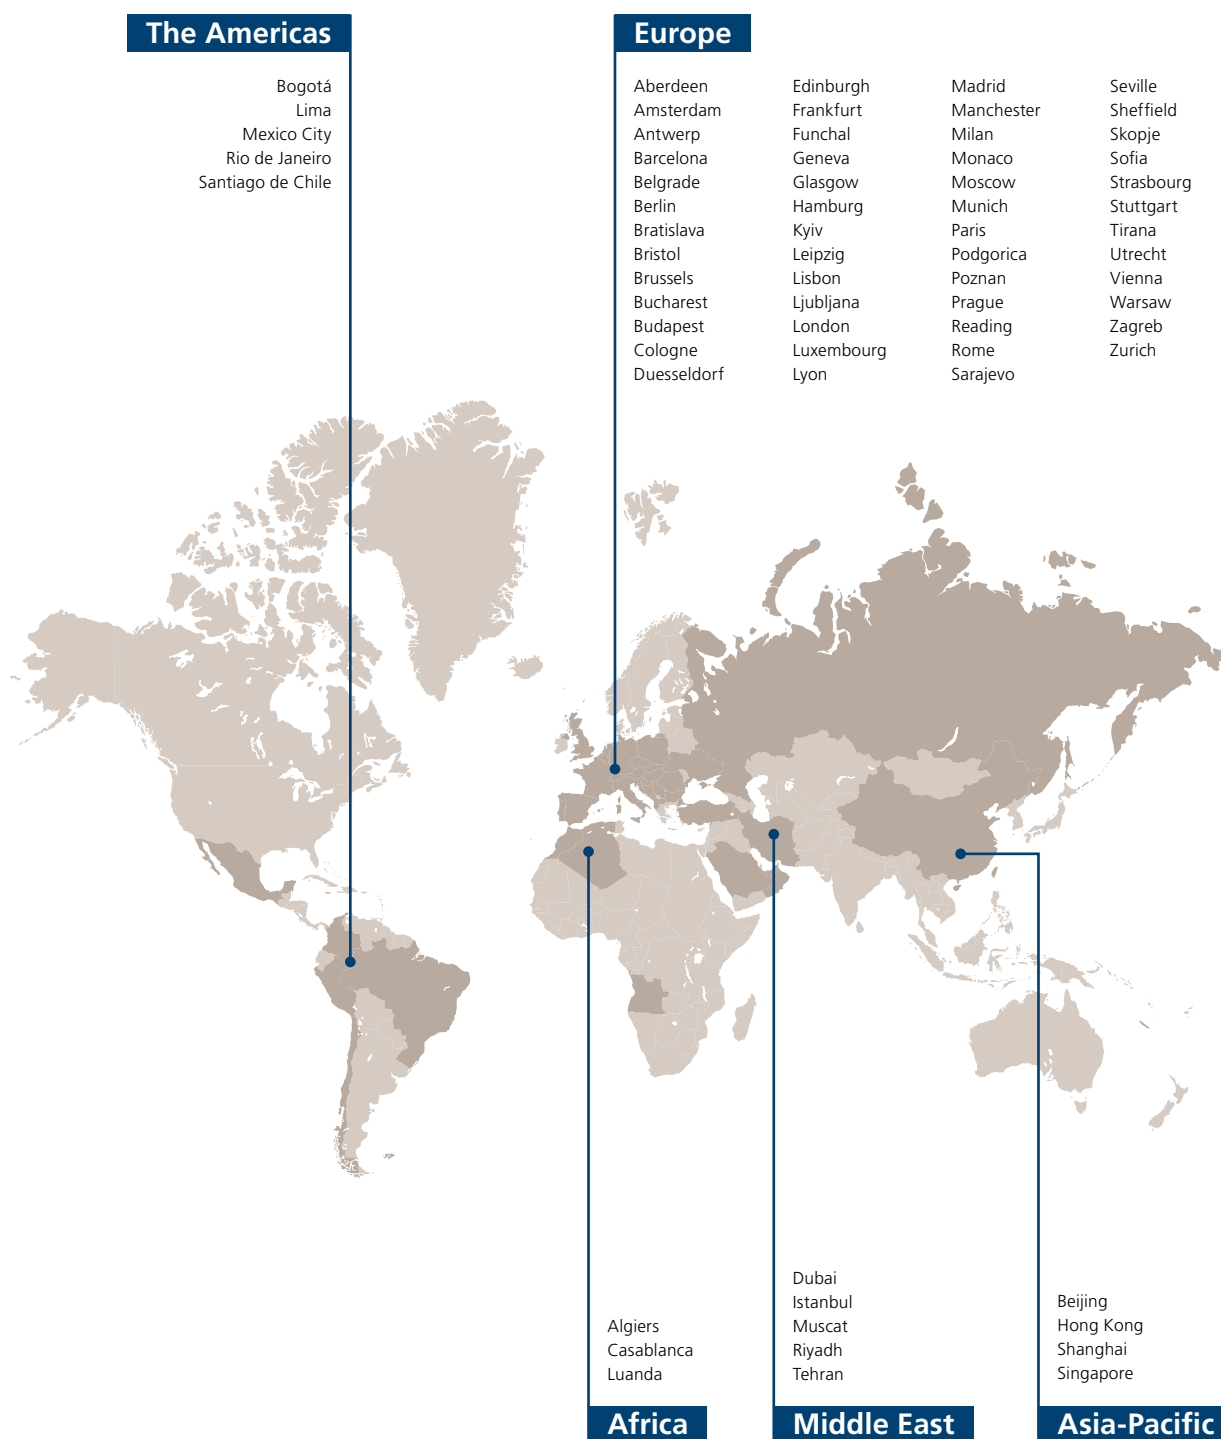 The Americas
Bogotá
Lima
Mexico City
Rio de Janeiro
Santiago de Chile
Europe
Aberdeen
Amsterdam
Antwerp
Barcelona
Belgrade
Berlin
Bratislava
Bristol
Brussels
Bucharest
Budapest
Cologne
Duesseldorf
Edinburgh
Frankfurt
Funchal
Geneva
Glasgow
Hamburg
Kyiv
Leipzig
Lisbon
Ljubljana
London
Luxembourg
Lyon
Madrid
Manchester
Milan
Monaco
Moscow
Munich
Paris
Podgorica
Poznan
Prague
Reading
Rome
Sarajevo
Seville
Sheffield
Skopje
Sofia
Strasbourg
Stuttgart
Tirana
Utrecht
Vienna
Warsaw
Zagreb
Zurich
Algiers
Casablanca
Luanda
Africa
Dubai
Istanbul
Muscat
Riyadh
Tehran
Middle East
Beijing
Hong Kong
Shanghai
Singapore
Asia-Pacific